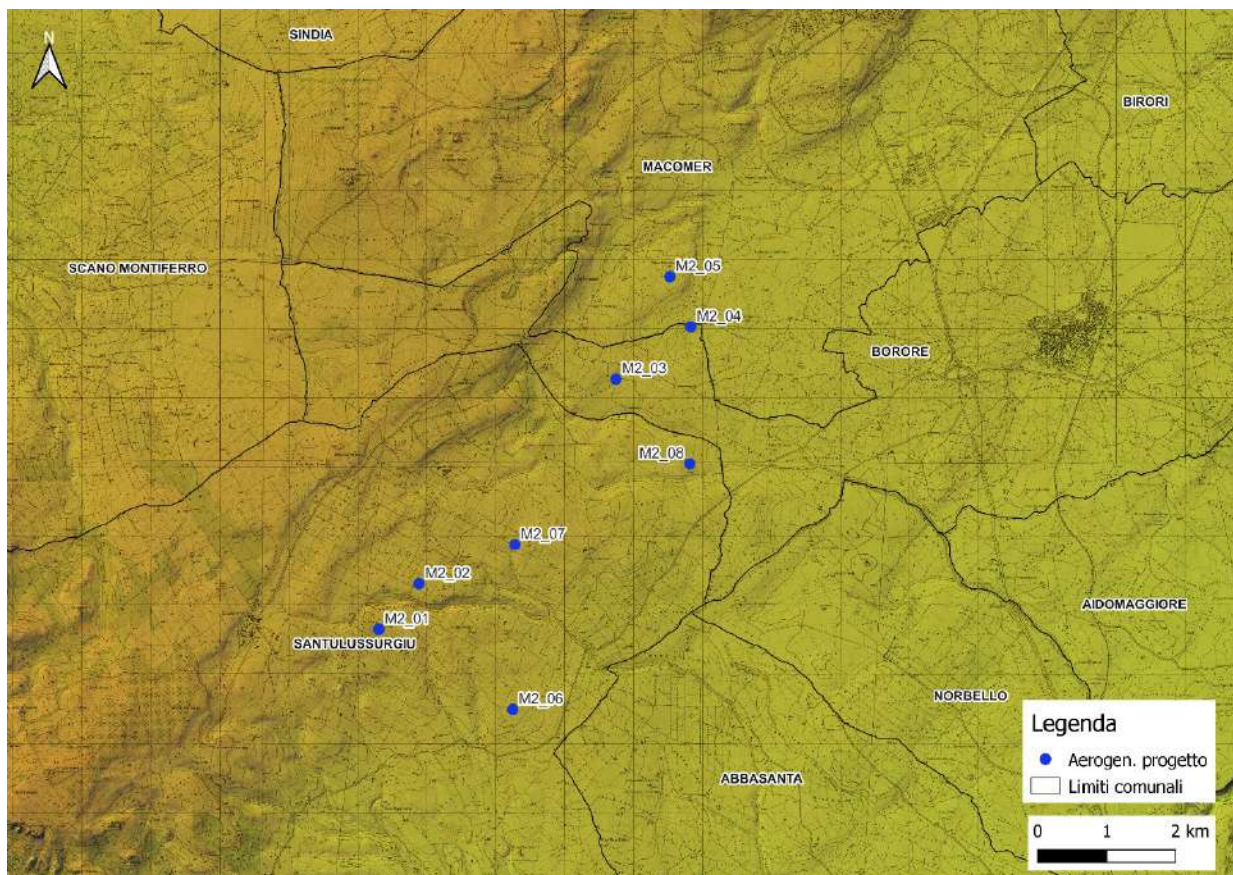 N
SINDIA
BIRORI
MACOMER
SCANO MONTIFERRO
M2_05
M2_04
BORORE
M2_03
M2_08
M2_07
M2_02
M2_01
SANTULUSSURGIU
AIDOMAGGIORE
M2_06
NORBELLO
ABBASANTA
Legenda
Aerogen. progetto
Limiti comunali
0 1 2 km